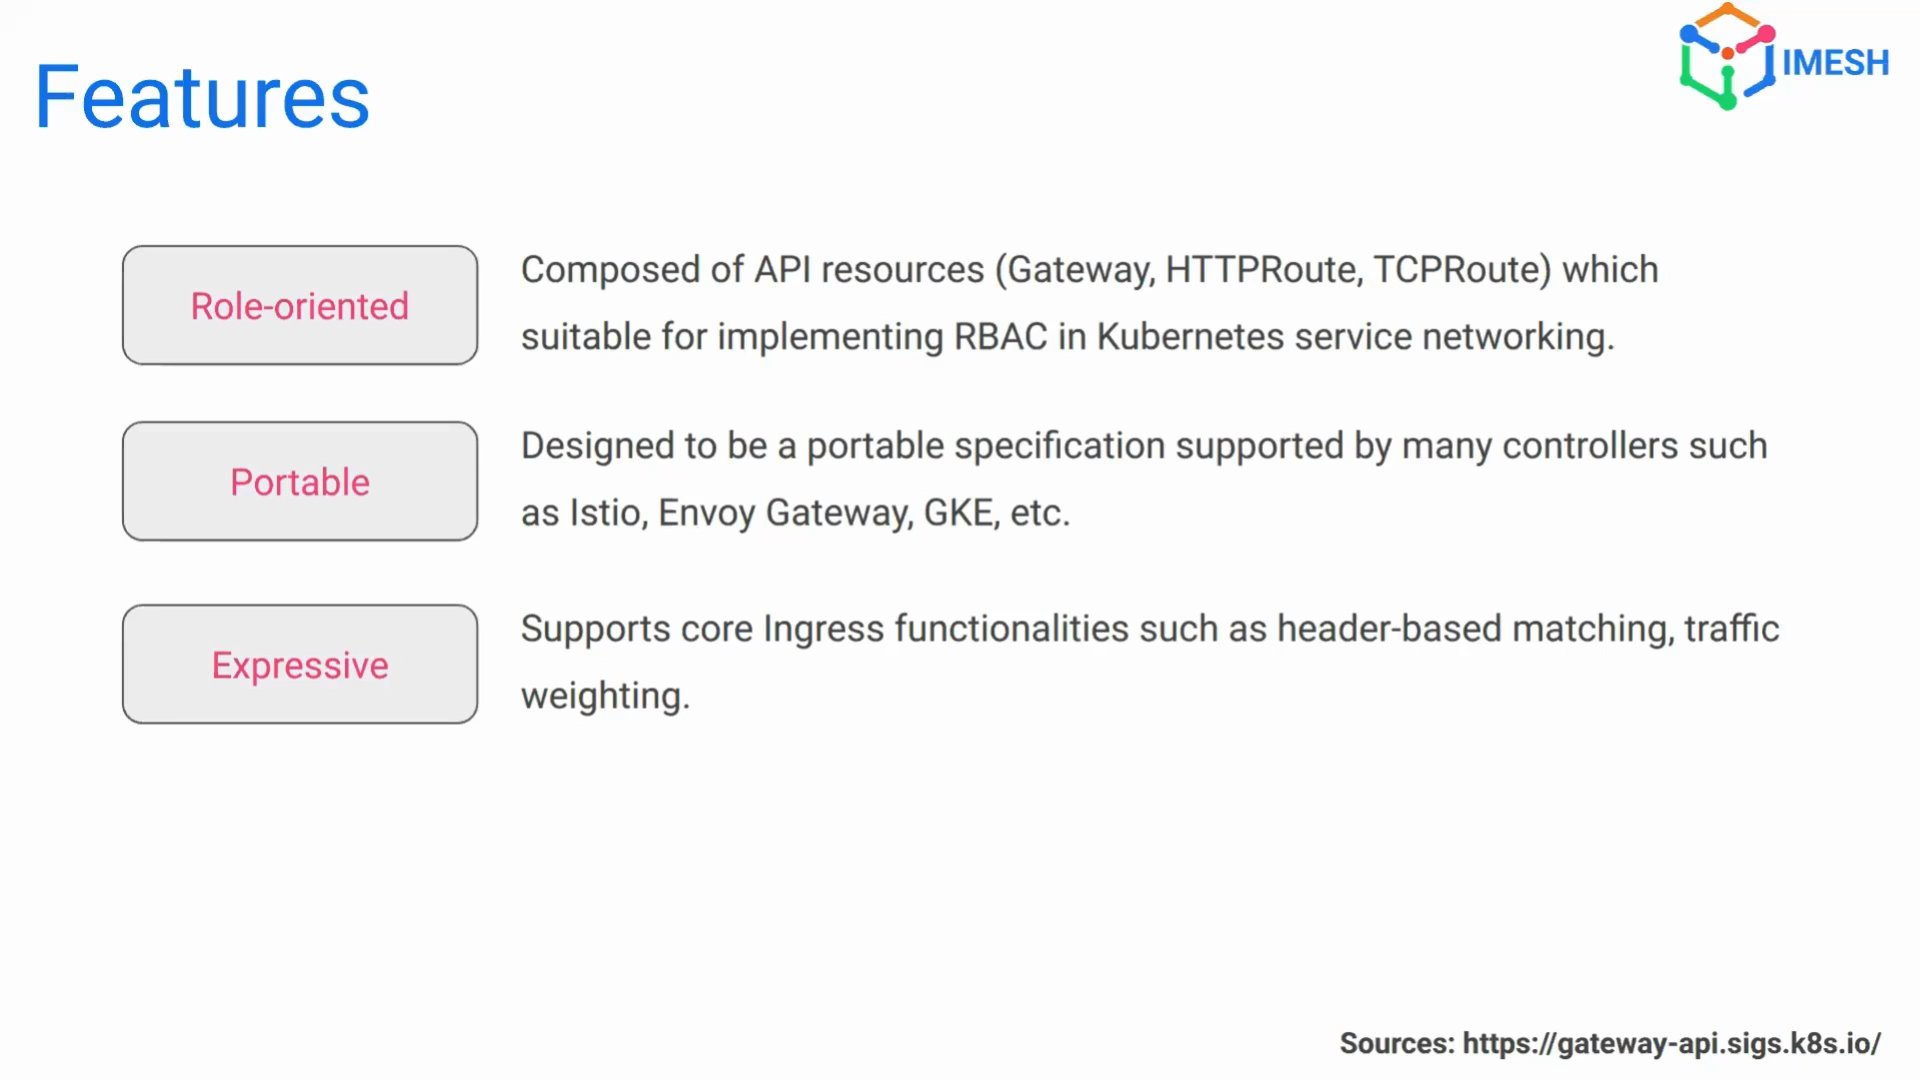 Features
IMESH
Role-oriented
Composed of API resources (Gateway, HTTPRoute, TCPRoute) which
suitable for implementing RBAC in Kubernetes service networking.
Portable
Designed to be a portable specification supported by many controllers such
as Istio, Envoy Gateway, GKE, etc.
Expressive
Supports core Ingress functionalities such as header-based matching, traffic
weighting.
Sources: https://gateway-api.sigs.k8s.io/